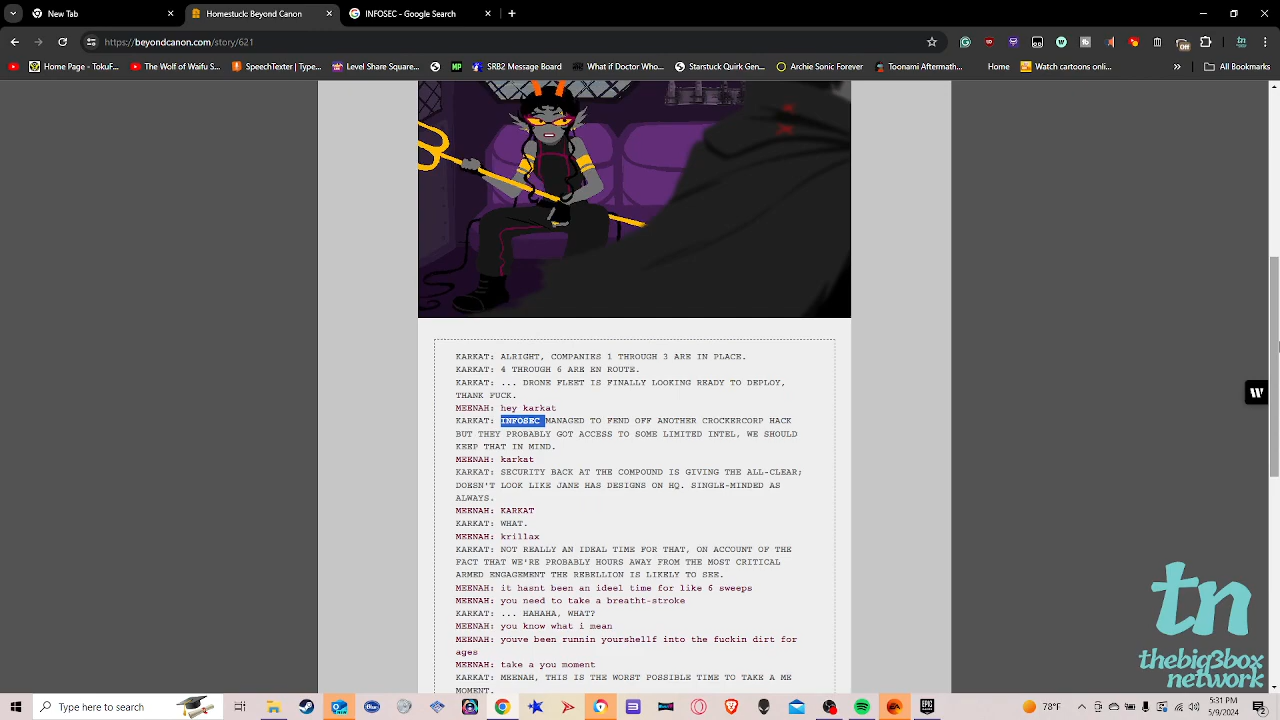 New Tab
Homestuck Beyond Canon
INFOSEC - Google Search
https://beyondcanon.com/story/621
Home Page - TokuF...
The Wolf of Waifu S...
SpeechTexter | Type...
Level Square Share...
HP
SRB2 Message Board
What if Doctor Who...
Starstruck Quirk Gen...
Archie Sonic Forever
Toonami Aftermath...
Home
Watch cartoons onl...
All Bookmarks
KARKAT: ALRIGHT, COMPANIES 1 THROUGH 3 ARE IN PLACE.
KARKAT: 4 THROUGH 6 ARE EN ROUTE.
KARKAT: ... DRONE FLEET IS FINALLY LOOKING READY TO DEPLOY,
THANK FUCK.
MEENAH: hey karkat
KARKAT: INFOSEC MANAGED TO FEND OFF ANOTHER CROCKERCORP HACK
BUT THEY PROBABLY GOT ACCESS TO SOME LIMITED INTEL, WE SHOULD
KEEP THAT IN MIND.
MEENAH: karkat
KARKAT: SECURITY BACK AT THE COMPOUND IS GIVING THE ALL-CLEAR;
DOESN'T LOOK LIKE JANE HAS DESIGNS ON HQ. SINGLE-MINDED AS
ALWAYS.
MEENAH: KARKAT
KARKAT: WHAT.
MEENAH: krillax
KARKAT: NOT REALLY AN IDEAL TIME FOR THAT, ON ACCOUNT OF THE
FACT THAT WE'RE PROBABLY HOURS AWAY FROM THE MOST CRITICAL
ARMED ENGAGEMENT THE REBELLION IS LIKELY TO SEE.
MEENAH: it hasnt been an ideel time for like 6 sweeps
MEENAH: you need to take a breatht-stroke
KARKAT: ... HAHAHA, WHAT?
MEENAH: you know what i mean
MEENAH: youve been runnin yourshellf into the fuckin dirt for
ages
MEENAH: take a you moment
KARKAT: MEENAH, THIS IS THE WORST POSSIBLE TIME TO TAKE A ME
MOMENT.
W
tn
thebig3box
network
Type here to search
78°F
5:31 PM
5/9/2024